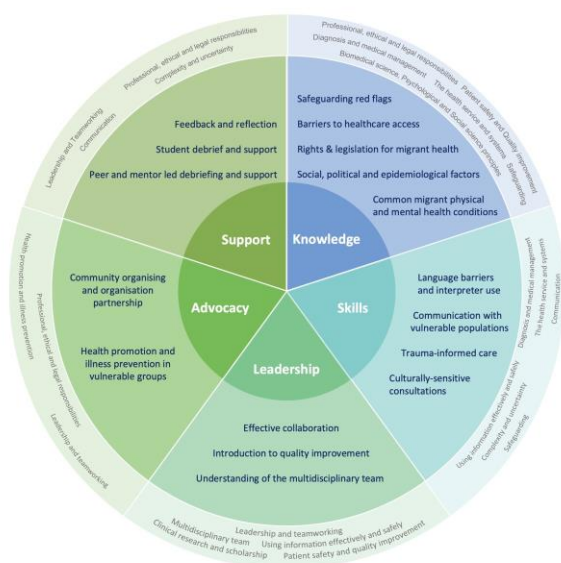 Professional, ethical and legal responsibilities
Complexity and uncertainty
Leadership and Teamworking
Communication
Feedback and reflection
Student debrief and support
Peer and mentor led debriefing and support
Support
Professional, ethical and legal responsibilities
Patient safety and Quality improvement
Diagnosis and medical management
The health service and systems
Safeguarding
Biomedical science, Psychological and Social science principles
Safeguarding red flags
Barriers to healthcare access
Rights & legislation for migrant health
Social, political and epidemiological factors
Common migrant physical
and mental health conditions
Knowledge
Language barriers
and interpreter use
Communication with
vulnerable populations
Trauma-informed care
Culturally-sensitive
consultations
Skills
Diagnosis and medical management
The health service and systems
Communication
Using information effectively and safely
Complexity and uncertainty
Safeguarding
Leadership
Effective collaboration
Introduction to quality improvement
Understanding of the multidisciplinary team
Leadership and teamworking
Multidisciplinary team
Using information effectively and safely
Clinical research and scholarship
Patient safety and quality improvement
Advocacy
Community organising
and organisation
partnership
Health promotion and
illness prevention in
vulnerable groups
Health promotion and illness prevention
Professional, ethical and legal responsibilities
Leadership and teamworking